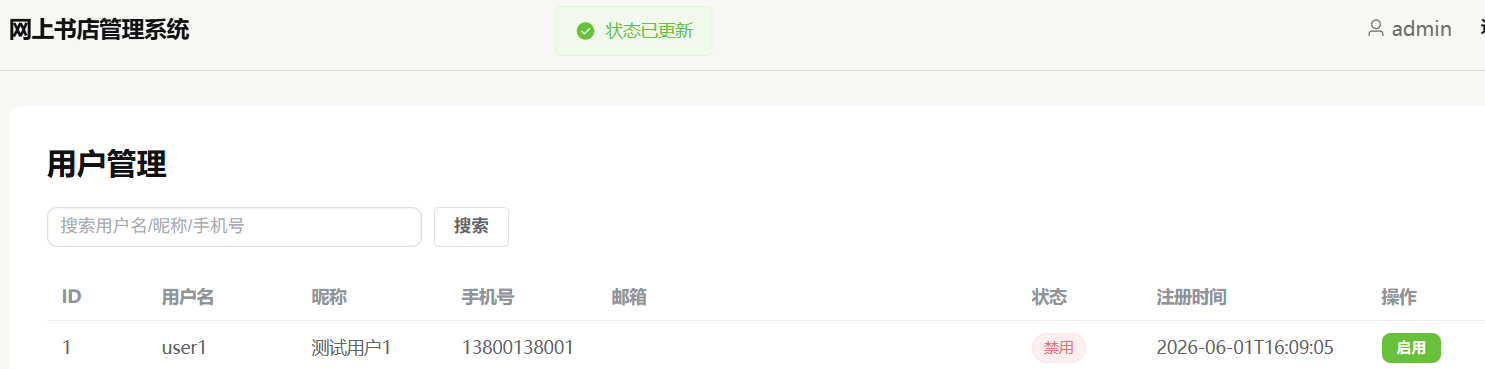 网上书店管理系统
状态已更新
admin
用户管理
搜索用户名/昵称/手机号
搜索
ID 用户名 昵称 手机号 邮箱 状态 注册时间 操作
1 user1 测试用户1 13800138001 禁用 2026-06-01T16:09:05 启用